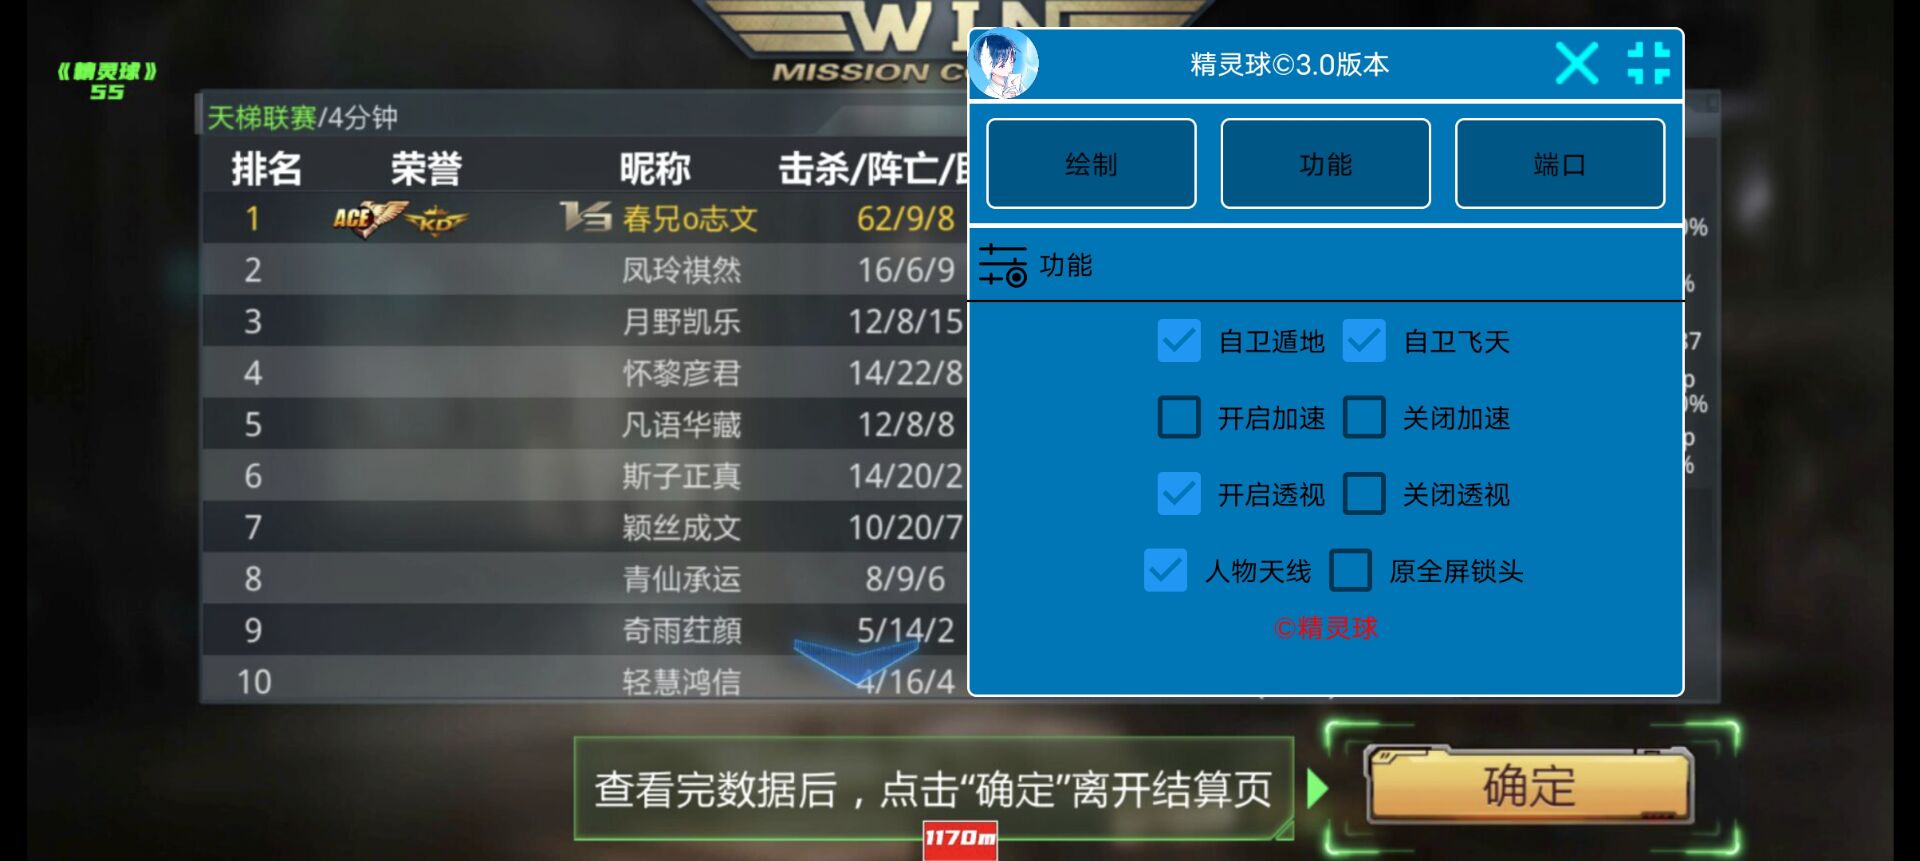 WIN
MISSION C
《精灵球》
55
天梯联赛/4分钟
排名 荣誉 昵称 击杀/阵亡/
1 ACE KD V3 春兄o志文 62/9/8
2 凤玲祺然 16/6/9
3 月野凯乐 12/8/15
4 怀黎彦君 14/22/8
5 凡语华藏 12/8/8
6 斯子正真 14/20/2
7 颖丝成文 10/20/7
8 青仙承运 8/9/6
9 奇雨荭颜 5/14/2
10 轻慧鸿信 4/16/4
精灵球©3.0版本
绘制 功能 端口
功能
自卫遁地 自卫飞天
开启加速 关闭加速
开启透视 关闭透视
人物天线 原全屏锁头
©精灵球
查看完数据后，点击“确定”离开结算页
确定
1170m